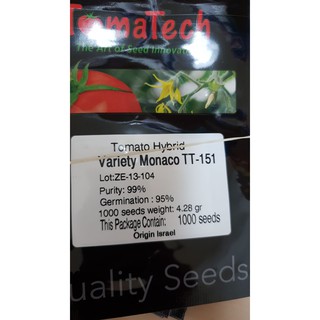 TomaTech
The Art of Seed Innovation
Tomato Hybrid
Variety Monaco TT-151
Lot:ZE-13-104
Purity: 99%
Germination : 95%
1000 seeds weight: 4.28 gr
This Package Contain: 1000 seeds
Origin Israel
uality Seeds